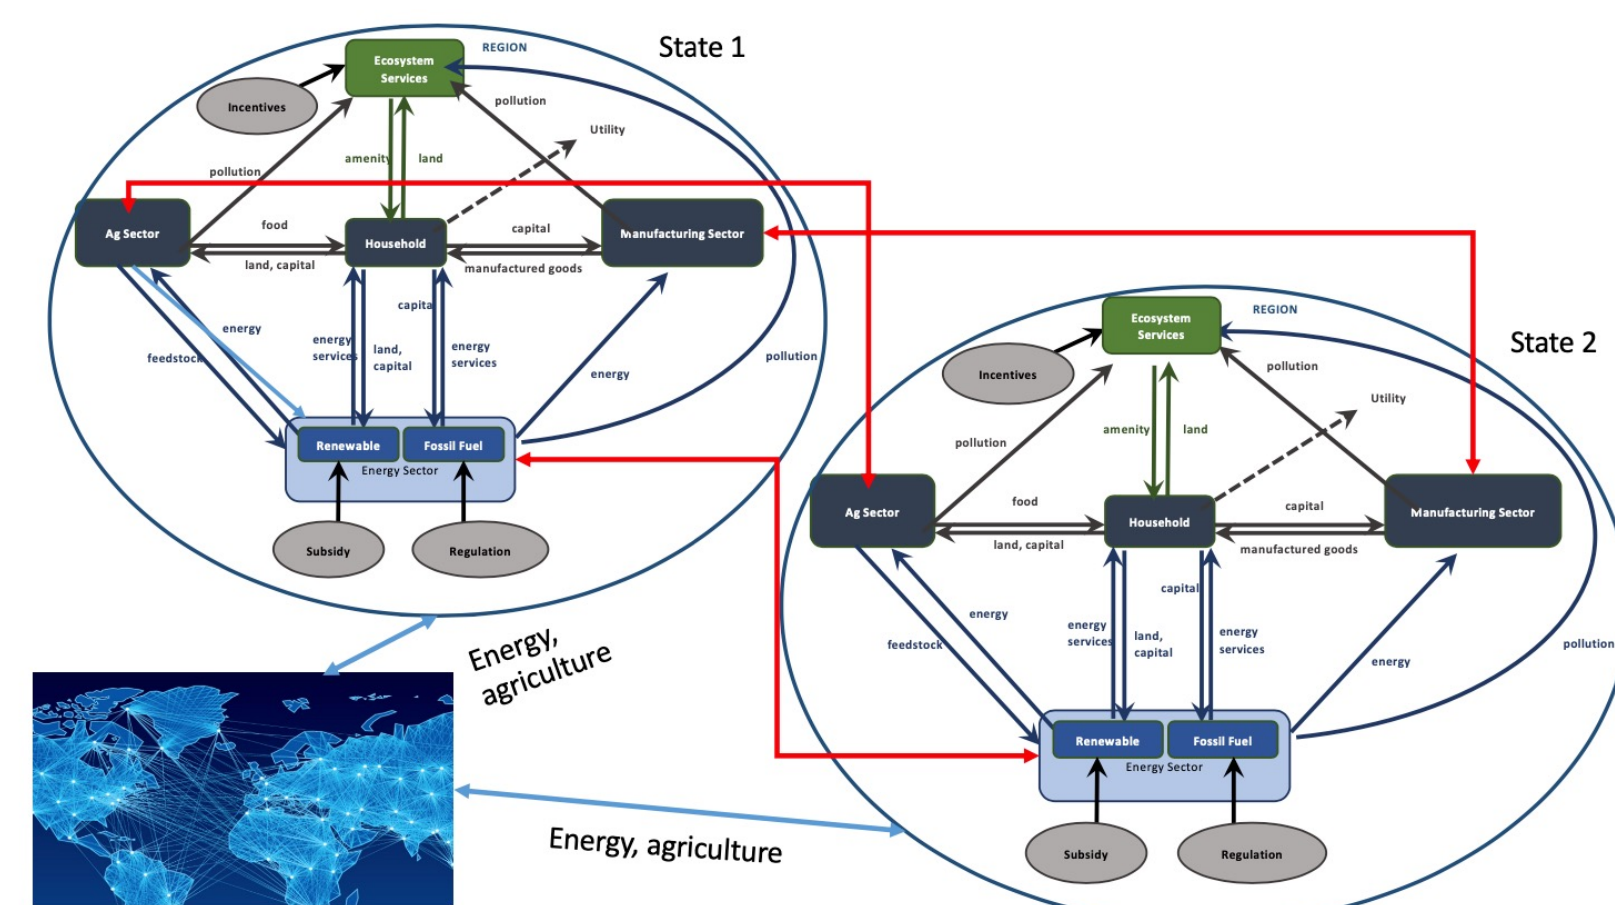 State 1
REGION
Ecosystem
Services
Incentives
pollution
Utility
amenity
land
pollution
Ag Sector
food
Household
capital
Manufacturing Sector
land, capital
manufactured goods
capital
energy
feedstock
energy
services
land,
capital
energy
services
energy
pollution
Renewable
Fossil Fuel
Energy Sector
Subsidy
Regulation
State 2
REGION
Ecosystem
Services
Incentives
pollution
Utility
amenity
land
pollution
Ag Sector
food
Household
capital
Manufacturing Sector
land, capital
manufactured goods
capital
energy
feedstock
energy
services
land,
capital
energy
services
energy
pollution
Renewable
Fossil Fuel
Energy Sector
Subsidy
Regulation
Energy,
agriculture
Energy, agriculture